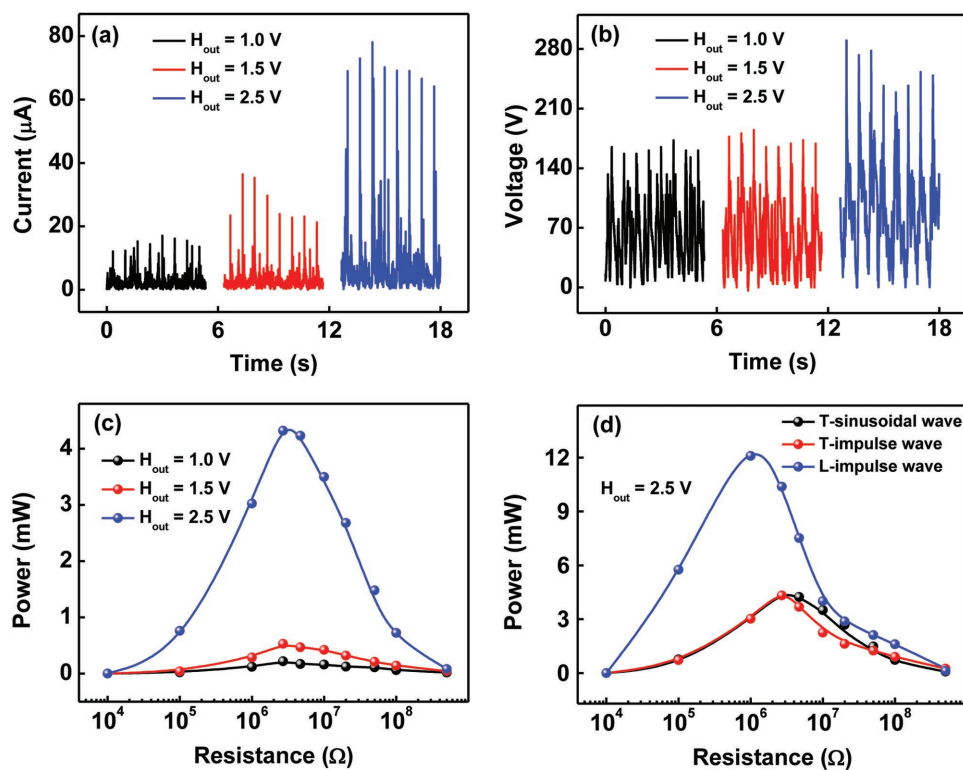 (a)
H_out = 1.0 V
H_out = 1.5 V
H_out = 2.5 V
80
60
40
20
0
Current (μA)
0 6 12 18
Time (s)
(b)
H_out = 1.0 V
H_out = 1.5 V
H_out = 2.5 V
280
210
140
70
0
Voltage (V)
0 6 12 18
Time (s)
(c)
H_out = 1.0 V
H_out = 1.5 V
H_out = 2.5 V
4
2
0
Power (mW)
10^4 10^5 10^6 10^7 10^8
Resistance (Ω)
(d)
T-sinusoidal wave
T-impulse wave
L-impulse wave
H_out = 2.5 V
12
9
6
3
0
Power (mW)
10^4 10^5 10^6 10^7 10^8
Resistance (Ω)